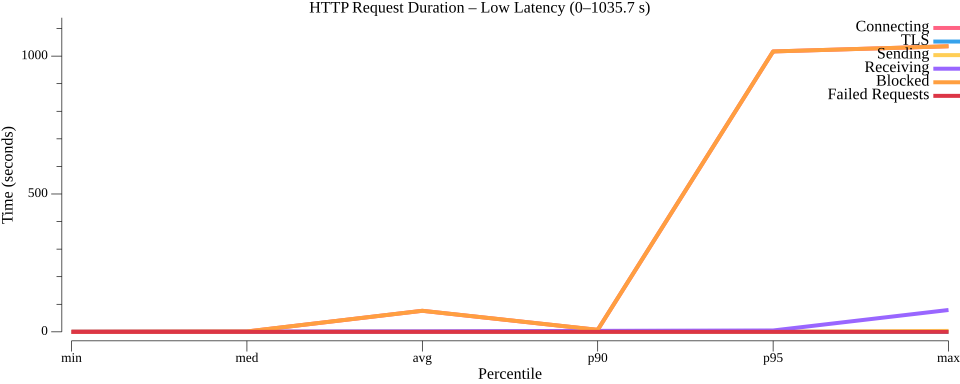 HTTP Request Duration – Low Latency (0–1035.7 s)
Connecting
TLS
Sending
Receiving
Blocked
Failed Requests
Time (seconds)
1000
500
0
min med avg p90 p95 max
Percentile